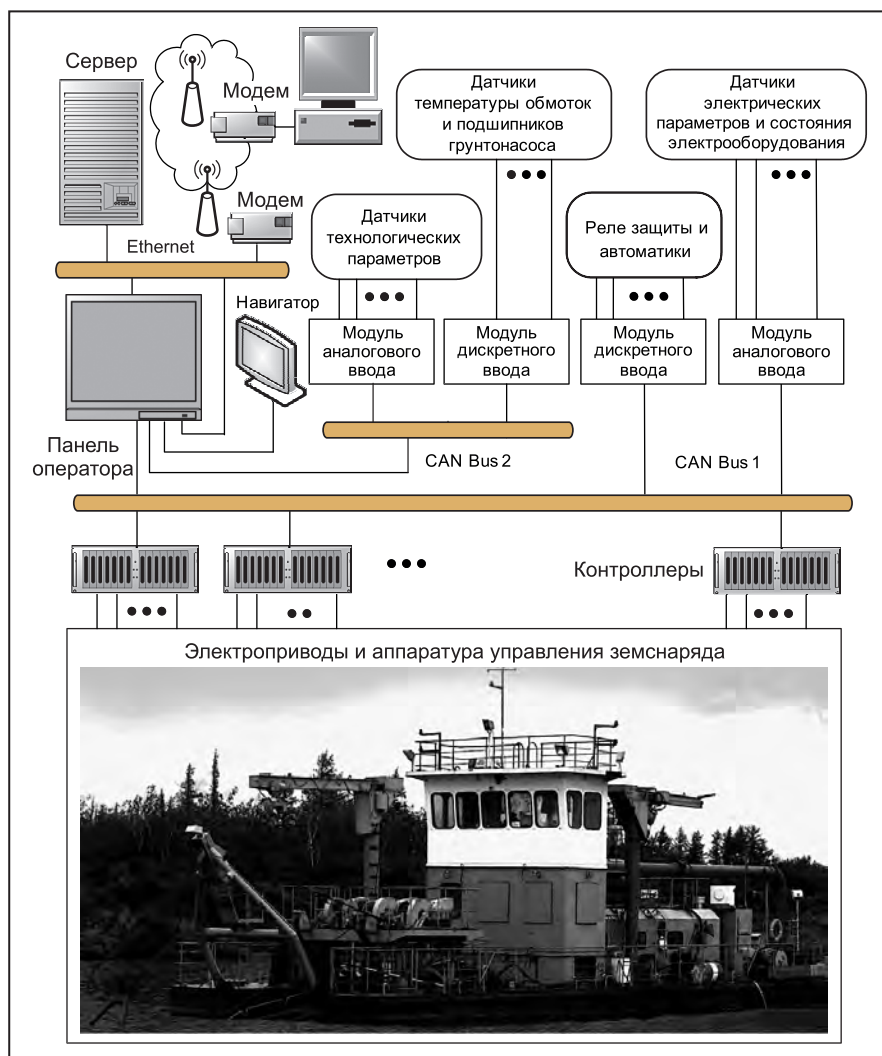 Сервер
Модем
Датчики
температуры обмоток
и подшипников
грунтонасоса
Датчики
электрических
параметров и состояния
электрооборудования
Модем
Ethernet
Датчики
технологических
параметров
Реле защиты и
автоматики
Навигатор
Модуль
аналогового
ввода
Модуль
дискретного
ввода
Модуль
дискретного
ввода
Модуль
аналогового
ввода
Панель
оператора
CAN Bus 2
CAN Bus 1
Контроллеры
Электроприводы и аппаратура управления земснаряда